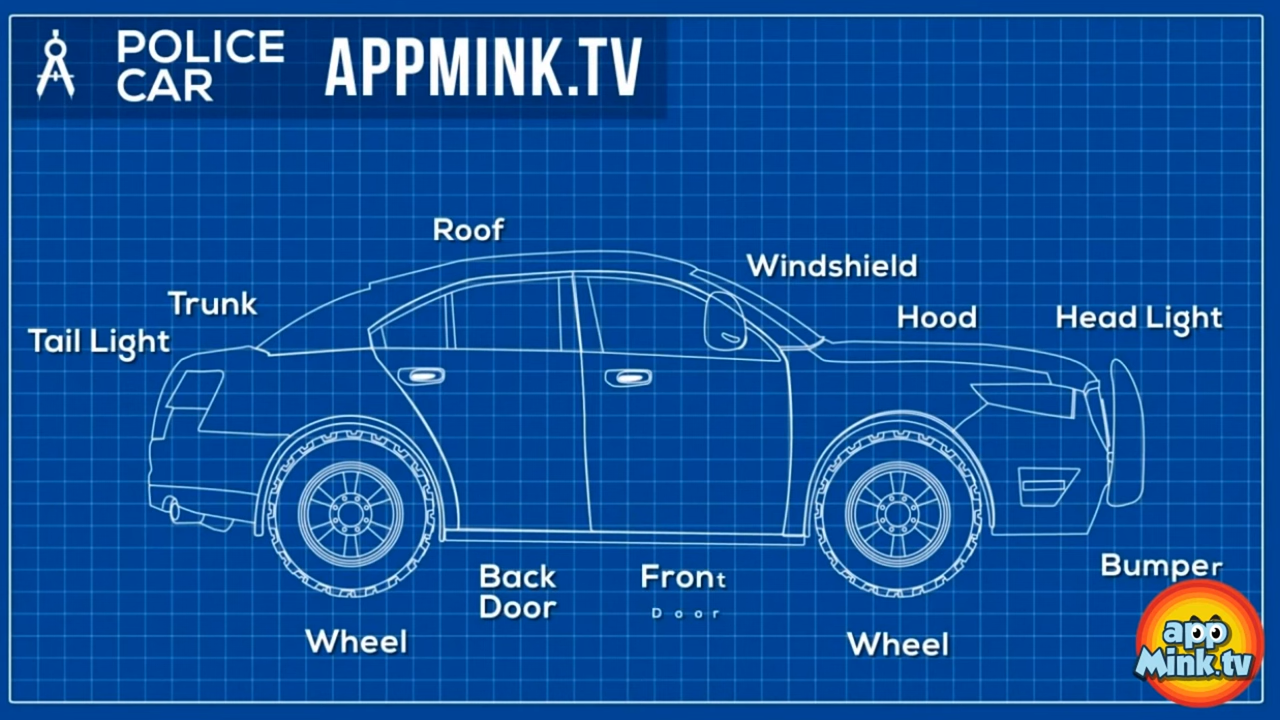 POLICE
CAR
APPMINK.TV
Roof
Windshield
Trunk
Hood
Head Light
Tail Light
Bumper
Back
Door
Front
Door
Wheel
Wheel
app
Mink.tv